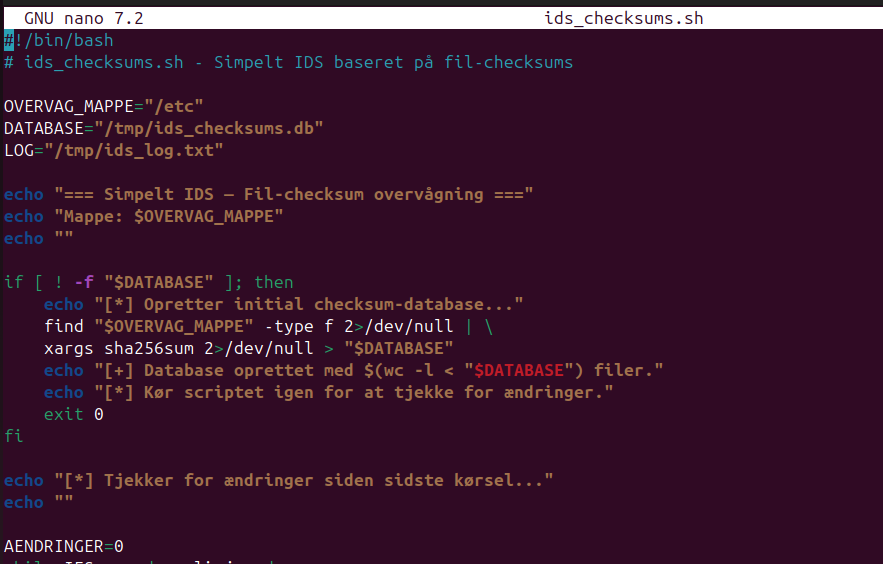 GNU nano 7.2 ids_checksums.sh
#!/bin/bash
# ids_checksums.sh - Simpelt IDS baseret på fil-checksums
OVERVAG_MAPPE="/etc"
DATABASE="/tmp/ids_checksums.db"
LOG="/tmp/ids_log.txt"
echo "=== Simpelt IDS — Fil-checksum overvågning ==="
echo "Mappe: $OVERVAG_MAPPE"
echo ""
if [ ! -f "$DATABASE" ]; then
    echo "[*] Opretter initial checksum-database..."
    find "$OVERVAG_MAPPE" -type f 2>/dev/null | \
    xargs sha256sum 2>/dev/null > "$DATABASE"
    echo "[+] Database oprettet med $(wc -l < "$DATABASE") filer."
    echo "[*] Kør scriptet igen for at tjekke for ændringer."
    exit 0
fi
echo "[*] Tjekker for ændringer siden sidste kørsel..."
echo ""
AENDRINGER=0